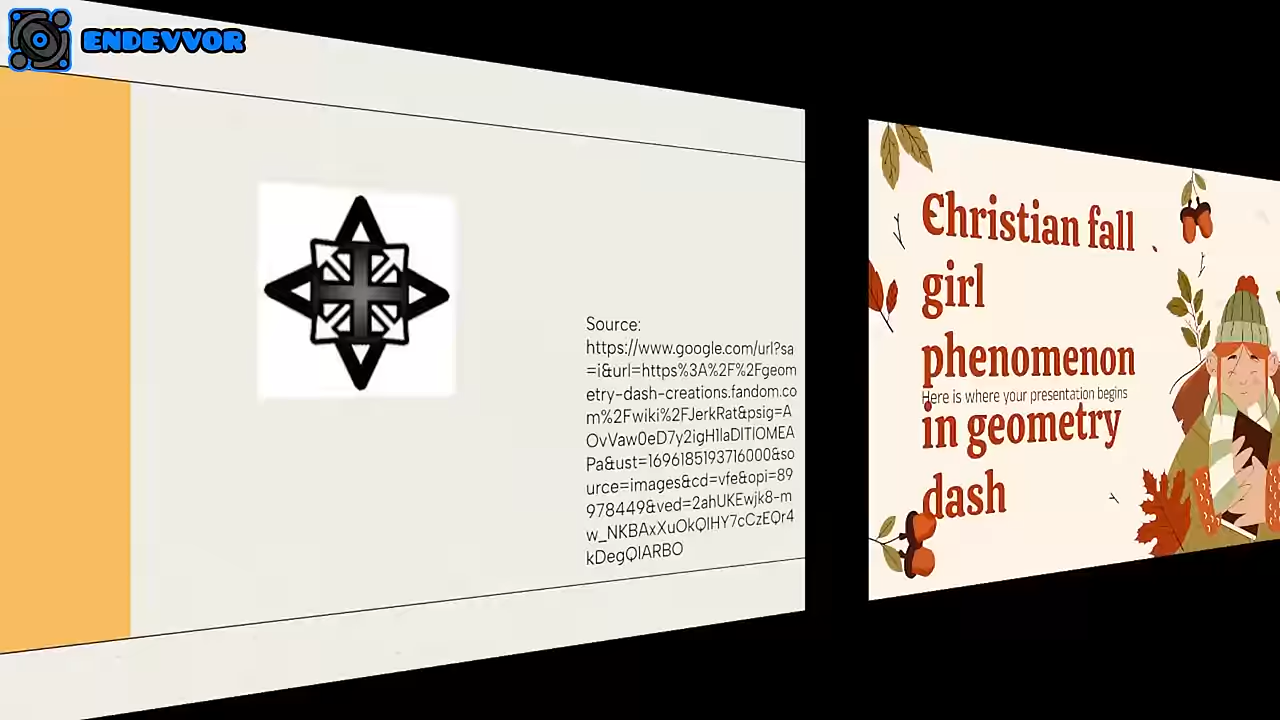 ENDEVVOR
Source:
https://www.google.com/url?sa
=i&url=https%3A%2F%2Fgeom
etry-dash-creations.fandom.co
m%2Fwiki%2FJerkRat&psig=A
OvVaw0eD7y2igH1laDITIOMEA
Pa&ust=1696185193716000&so
urce=images&cd=vfe&opi=89
978449&ved=2ahUKEwjk8-m
w_NKBAxXuOkQIHY7cCzEQr4
kDegQIARBO
Christian fall
girl
phenomenon
Here is where your presentation begins
in geometry
dash